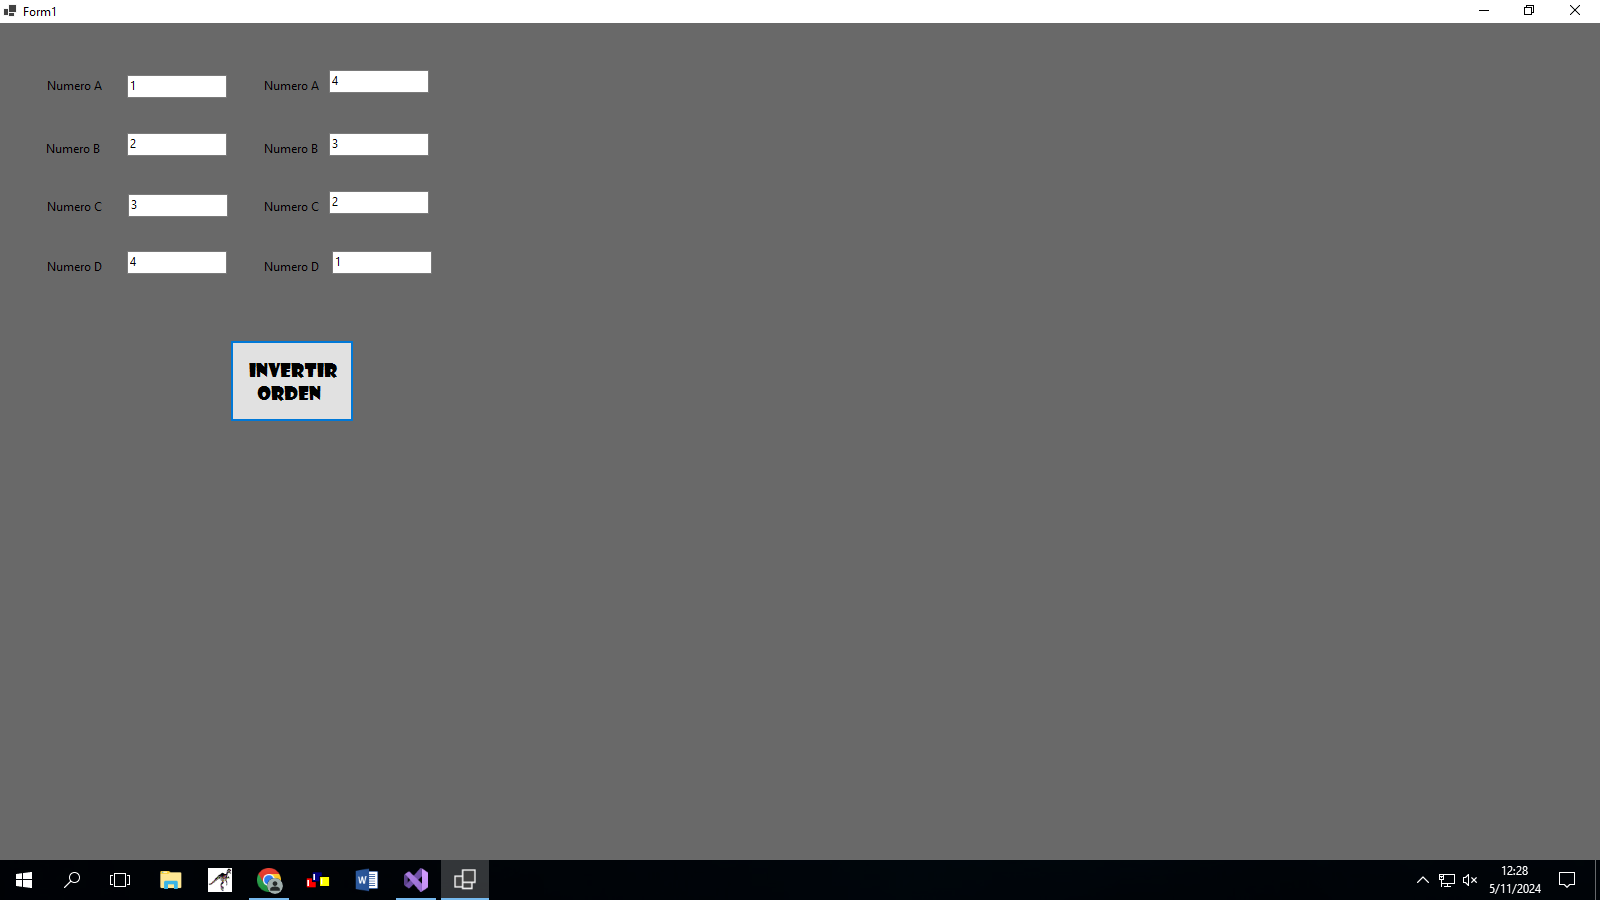 Form1
Numero A 1 Numero A 4
Numero B 2 Numero B 3
Numero C 3 Numero C 2
Numero D 4 Numero D 1
INVERTIR
ORDEN
12:28
5/11/2024